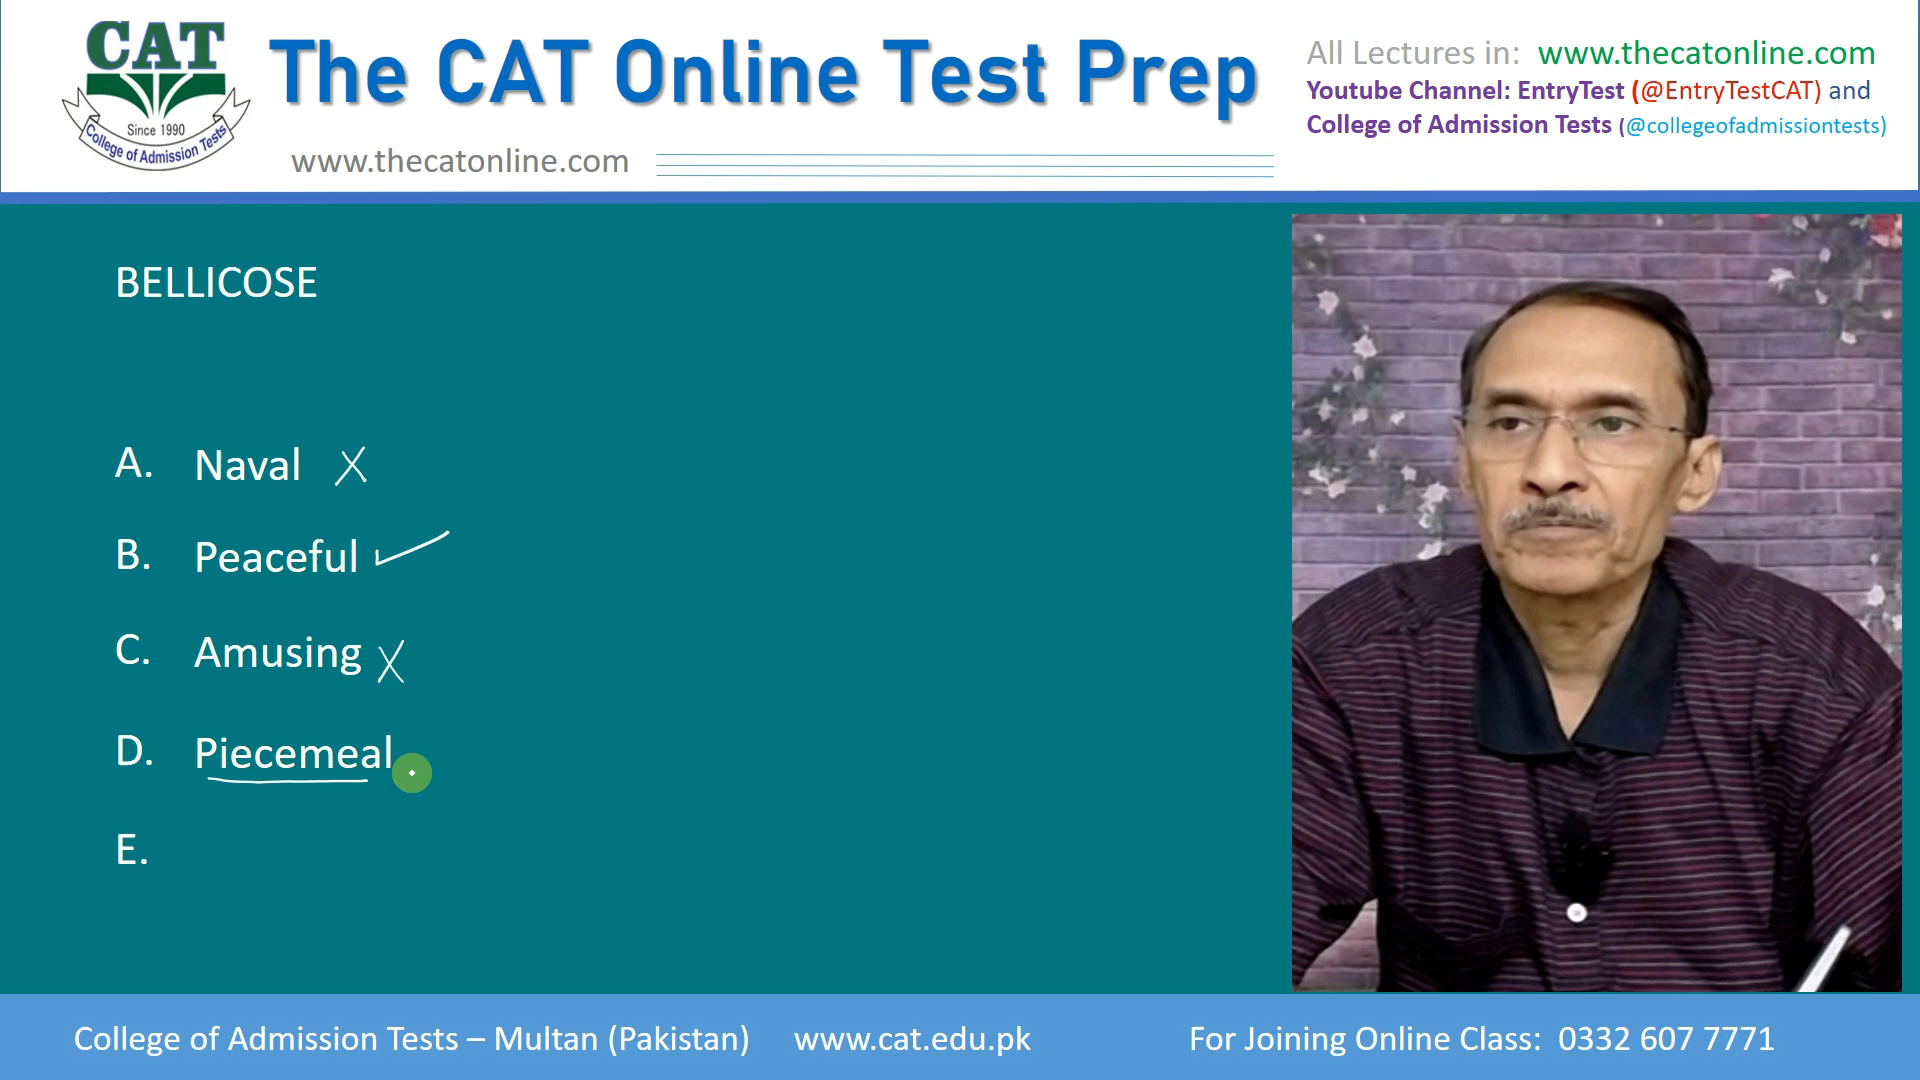 CAT
Since 1990
College of Admission Tests
The CAT Online Test Prep
www.thecatonline.com
All Lectures in: www.thecatonline.com
Youtube Channel: EntryTest (@EntryTestCAT) and
College of Admission Tests (@collegeofadmissiontests)
BELLICOSE
A. Naval
B. Peaceful
C. Amusing
D. Piecemeal
E.
College of Admission Tests – Multan (Pakistan) www.cat.edu.pk For Joining Online Class: 0332 607 7771